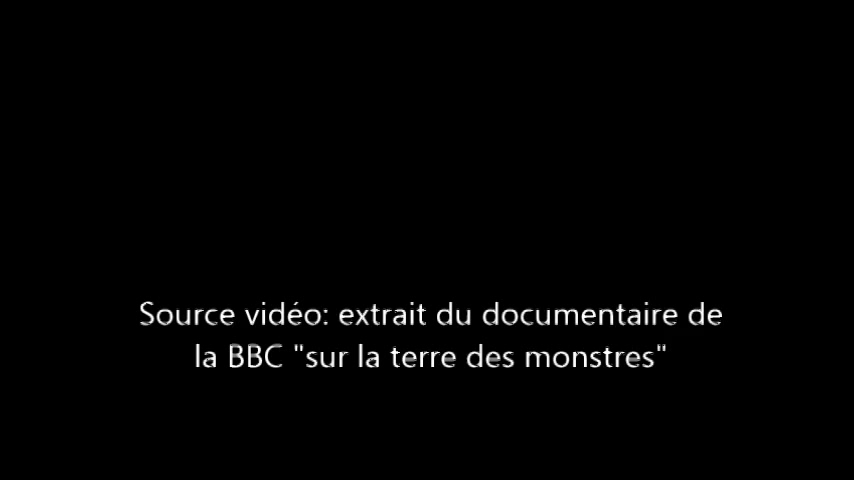 Source vidéo: extrait du documentaire de
la BBC "sur la terre des monstres"